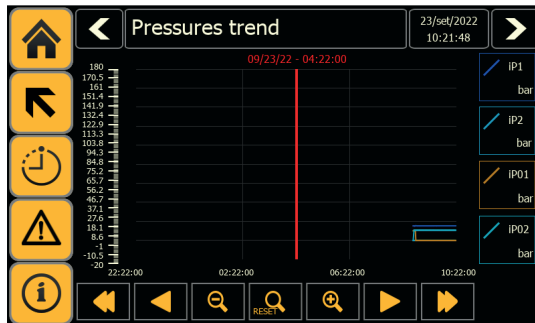 Pressures trend
23/set/2022
10:21:48
09/23/22 - 04:22:00
180
170.5
161
151.4
141.9
132.4
122.9
113.3
103.8
94.3
84.8
75.2
65.7
56.2
46.7
37.1
27.6
18.1
8.6
-1
-10.5
-20
22:22:00
02:22:00
06:22:00
10:22:00
iP1
bar
iP2
bar
iP01
bar
iP02
bar
RESET